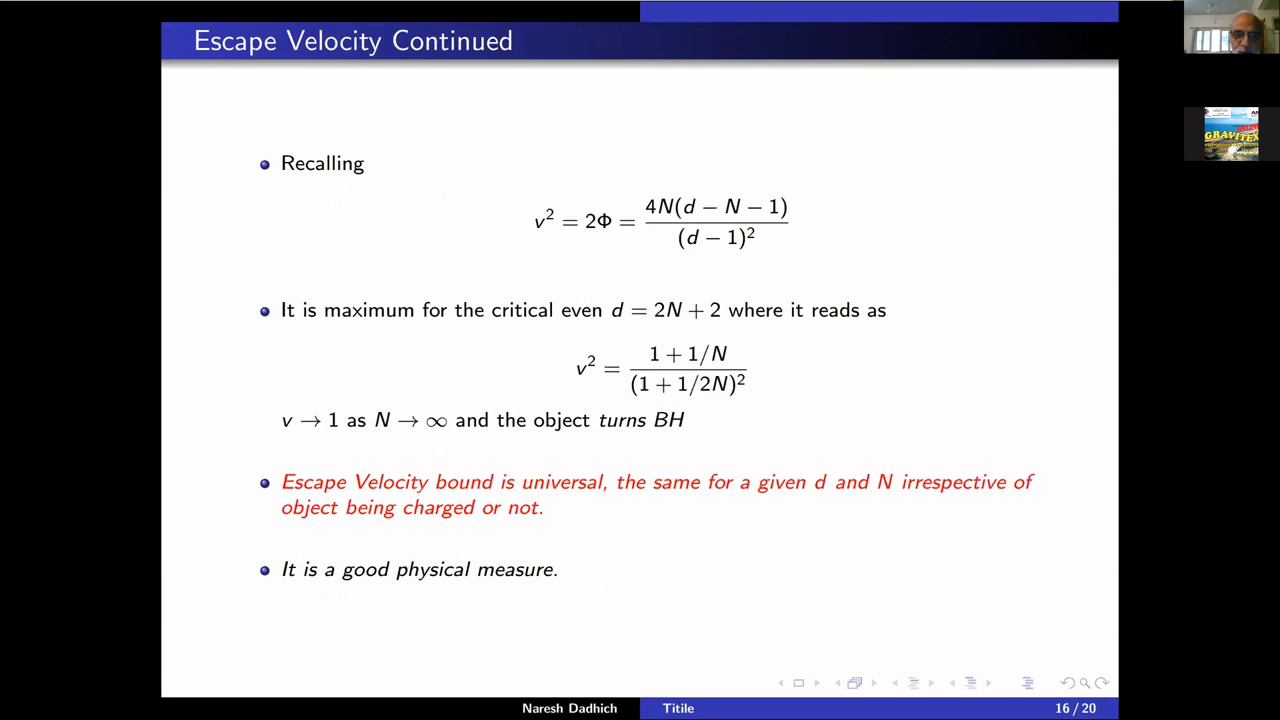 Escape Velocity Continued
Recalling
v² = 2Φ = 4N(d − N − 1) / (d − 1)²
It is maximum for the critical even d = 2N + 2 where it reads as
v² = 1 + 1/N / (1 + 1/2N)²
v → 1 as N → ∞ and the object turns BH
Escape Velocity bound is universal, the same for a given d and N irrespective of
object being charged or not.
It is a good physical measure.
Naresh Dadhich
Titile
16 / 20